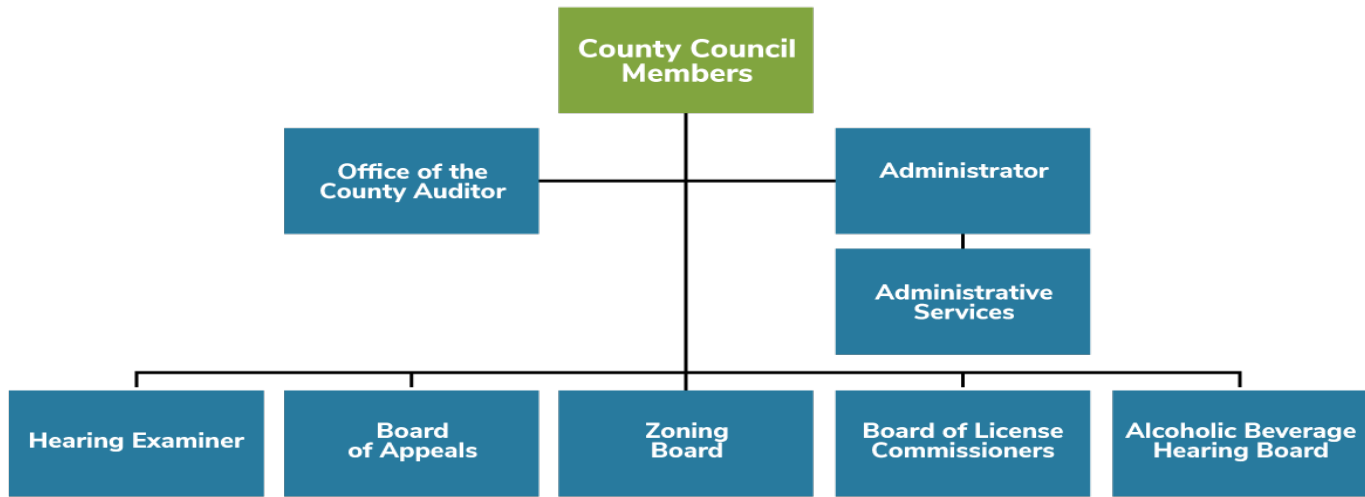 County Council
Members
Office of the
County Auditor
Administrator
Administrative
Services
Hearing Examiner
Board
of Appeals
Zoning
Board
Board of License
Commissioners
Alcoholic Beverage
Hearing Board